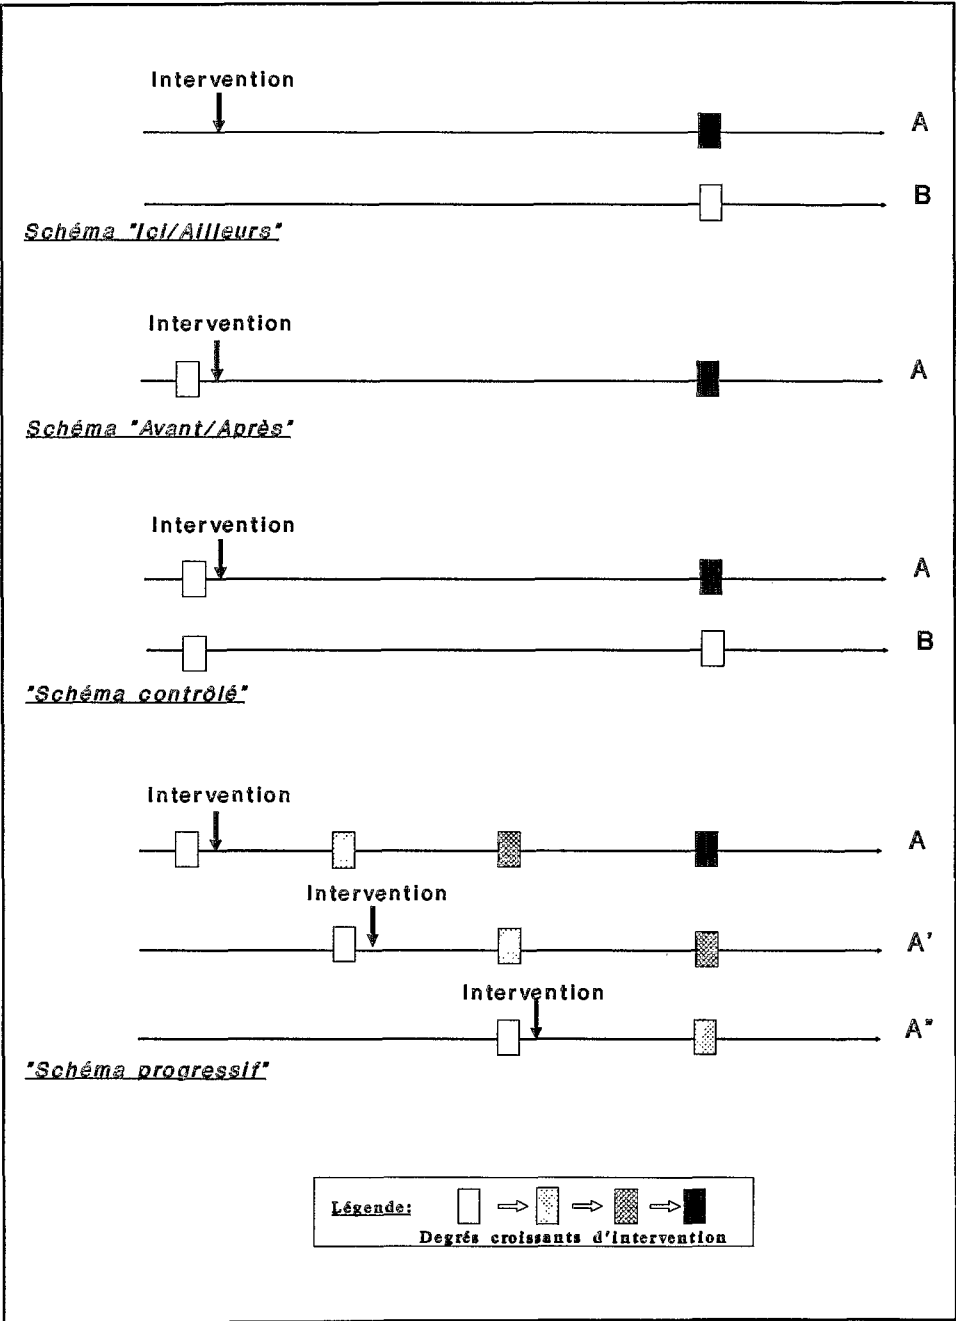 Intervention
A
B
Schéma "Ici/Ailleurs"
Intervention
A
Schéma "Avant/Après"
Intervention
A
B
"Schéma contrôlé"
Intervention
A
Intervention
A'
Intervention
A"
"Schéma progressif"
Légende:
Degrés croissants d'intervention